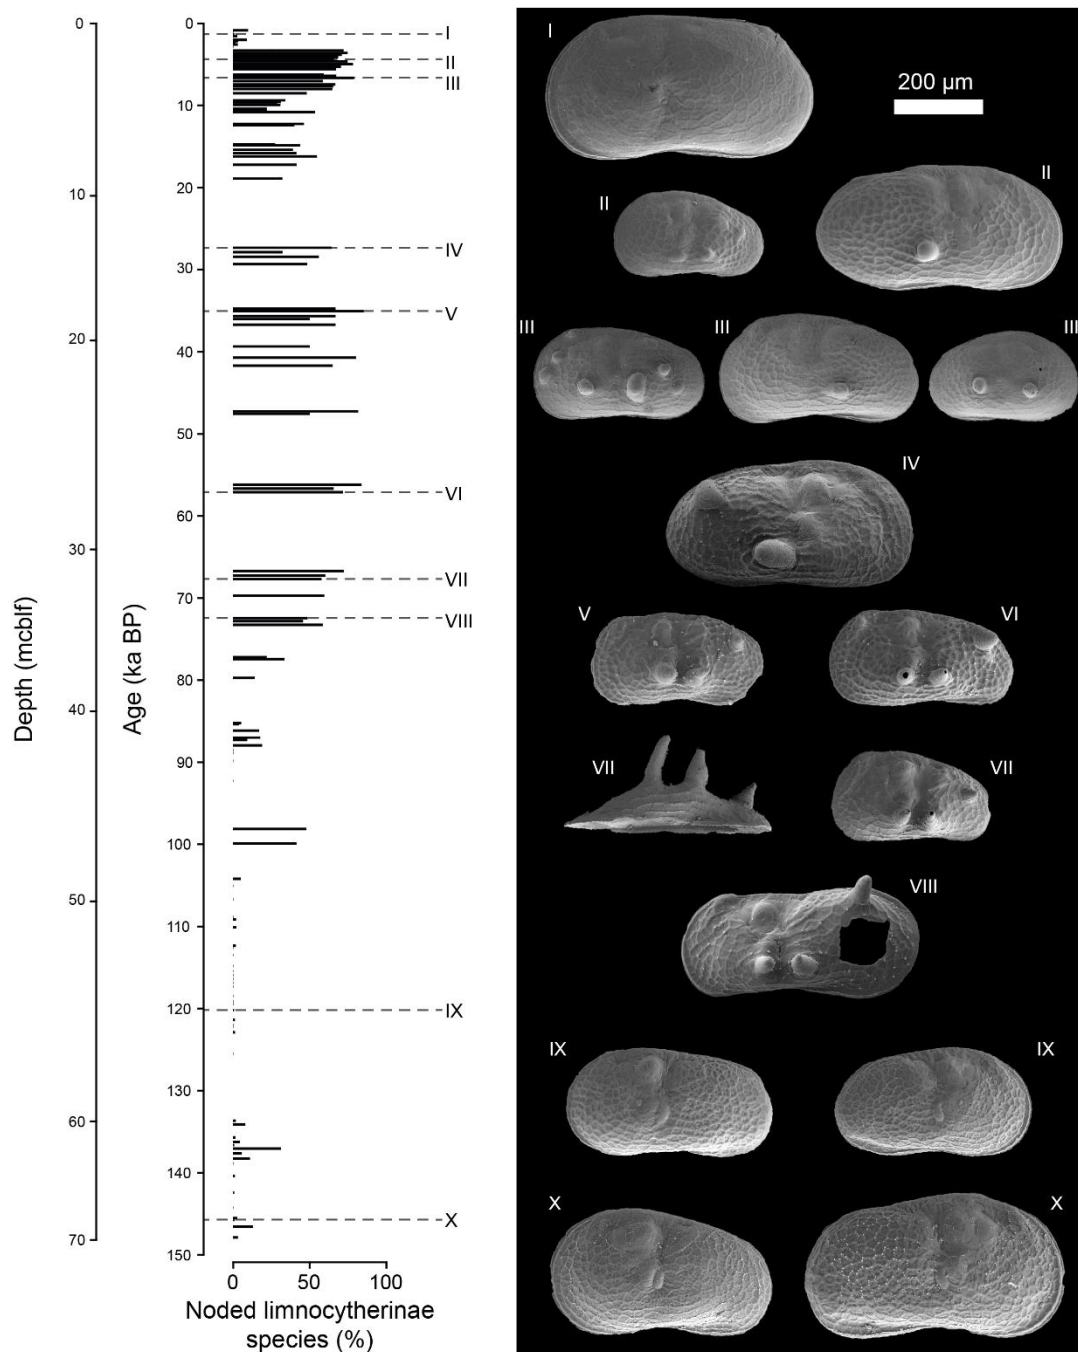 Depth (mcblf)
0
10
20
30
40
50
60
70
Age (ka BP)
0
10
20
30
40
50
60
70
80
90
100
110
120
130
140
150
I
II
III
IV
V
VI
VII
VIII
IX
X
0 50 100
Noded limnocytherinae
species (%)
I
200 µm
II
II
III
III
III
IV
V
VI
VII
VII
VIII
IX
IX
X
X